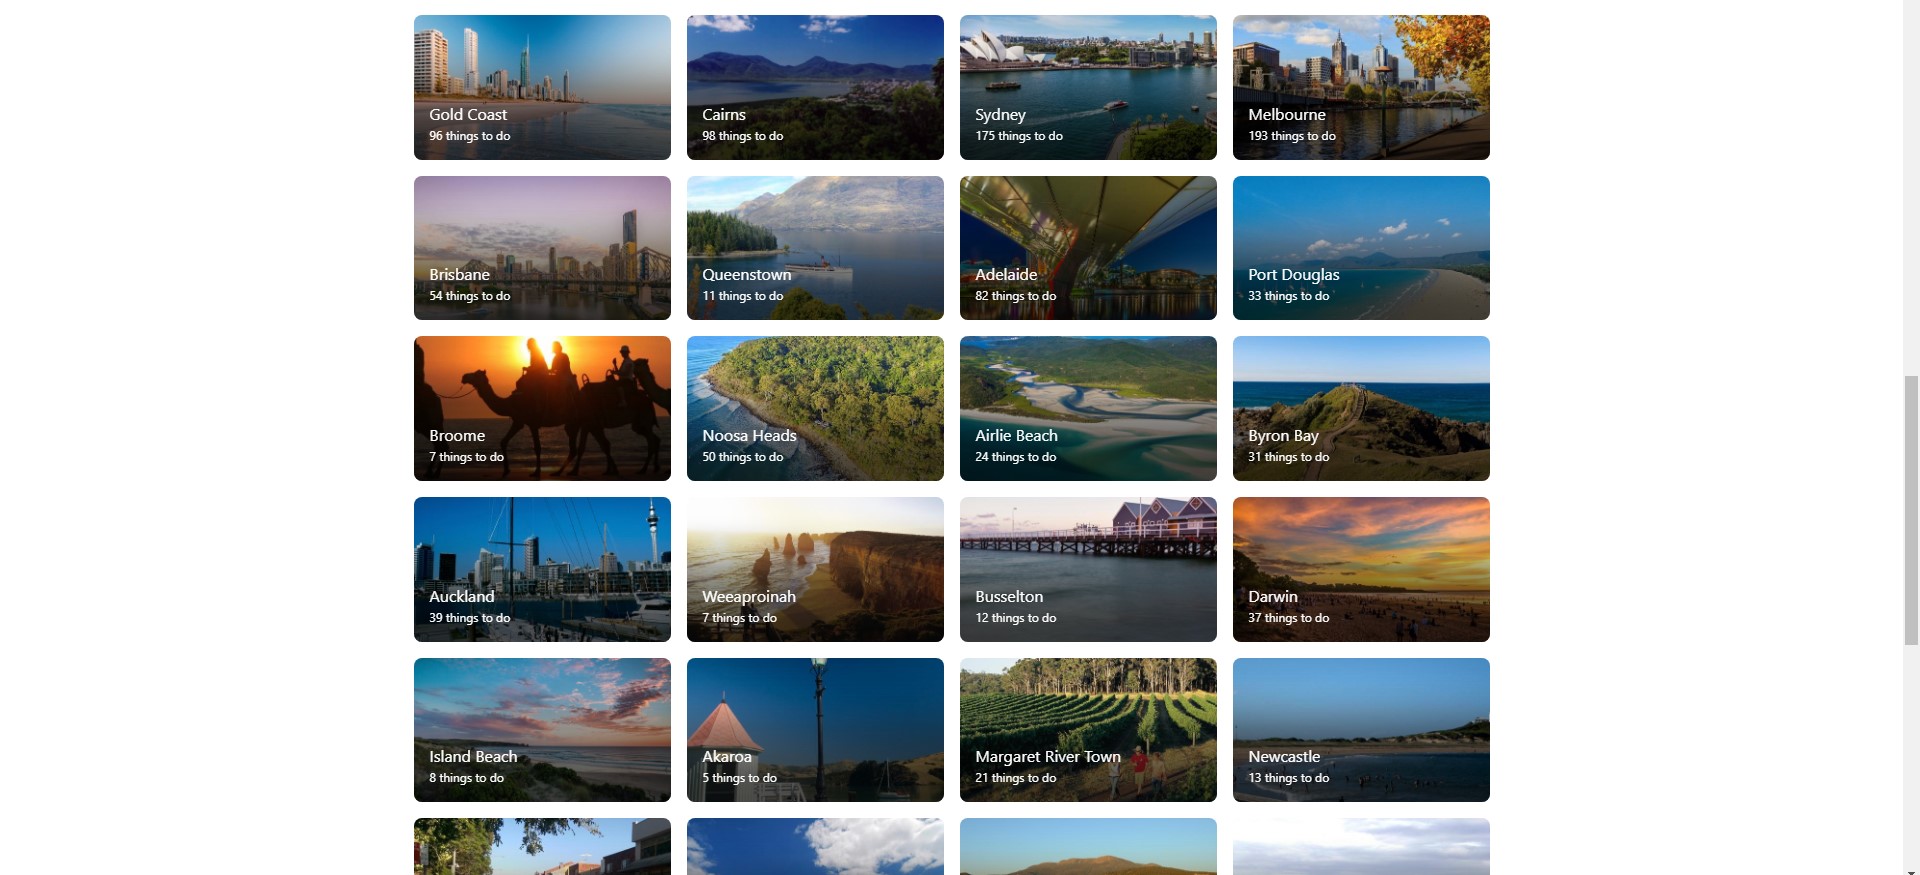 Gold Coast
96 things to do
Cairns
98 things to do
Sydney
175 things to do
Melbourne
193 things to do
Brisbane
54 things to do
Queenstown
11 things to do
Adelaide
82 things to do
Port Douglas
33 things to do
Broome
7 things to do
Noosa Heads
50 things to do
Airlie Beach
24 things to do
Byron Bay
31 things to do
Auckland
39 things to do
Weeaproinah
7 things to do
Busselton
12 things to do
Darwin
37 things to do
Island Beach
8 things to do
Akaroa
5 things to do
Margaret River Town
21 things to do
Newcastle
13 things to do